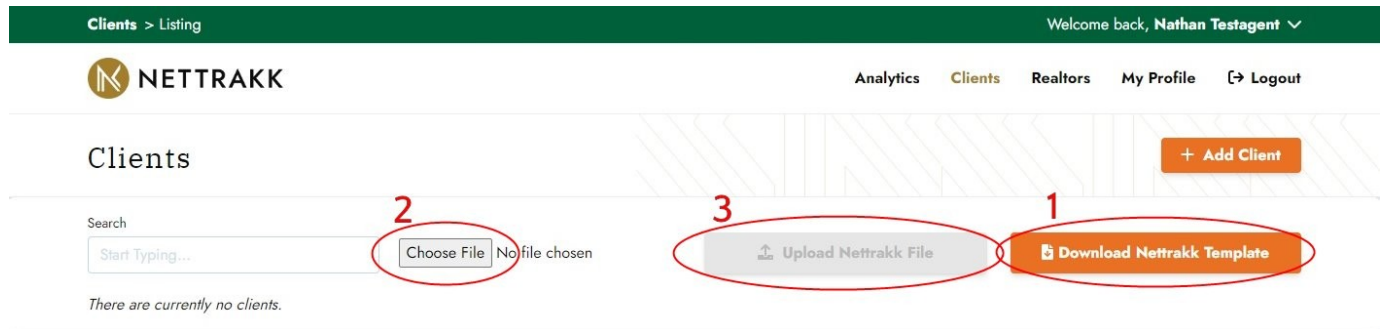 Clients > Listing
Welcome back, Nathan Testagent
NETTRAKK
Analytics Clients Realtors My Profile Logout
Clients
+ Add Client
2 3 1
Search
Start Typing...
Choose File No file chosen
Upload Nettrakk File
Download Nettrakk Template
There are currently no clients.